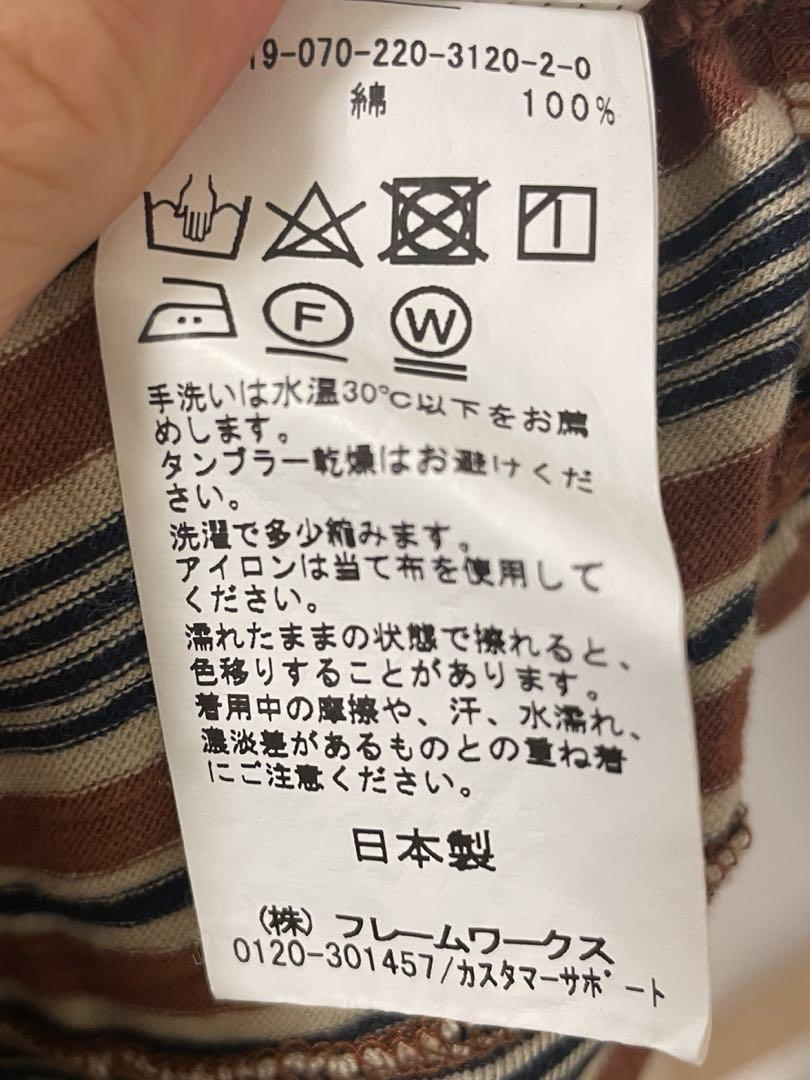 19-070-220-3120-2-0
綿 100%
F W
手洗いは水温30℃以下をお薦
めします。
タンブラー乾燥はお避けくだ
さい。
洗濯で多少縮みます。
アイロンは当て布を使用して
ください。
濡れたままの状態で擦れると、
色移りすることがあります。
着用中の摩擦や、汗、水濡れ、
濃淡差があるものとの重ね着
にご注意ください。
日本製
(株) フレームワークス
0120-301457/カスタマーサポート